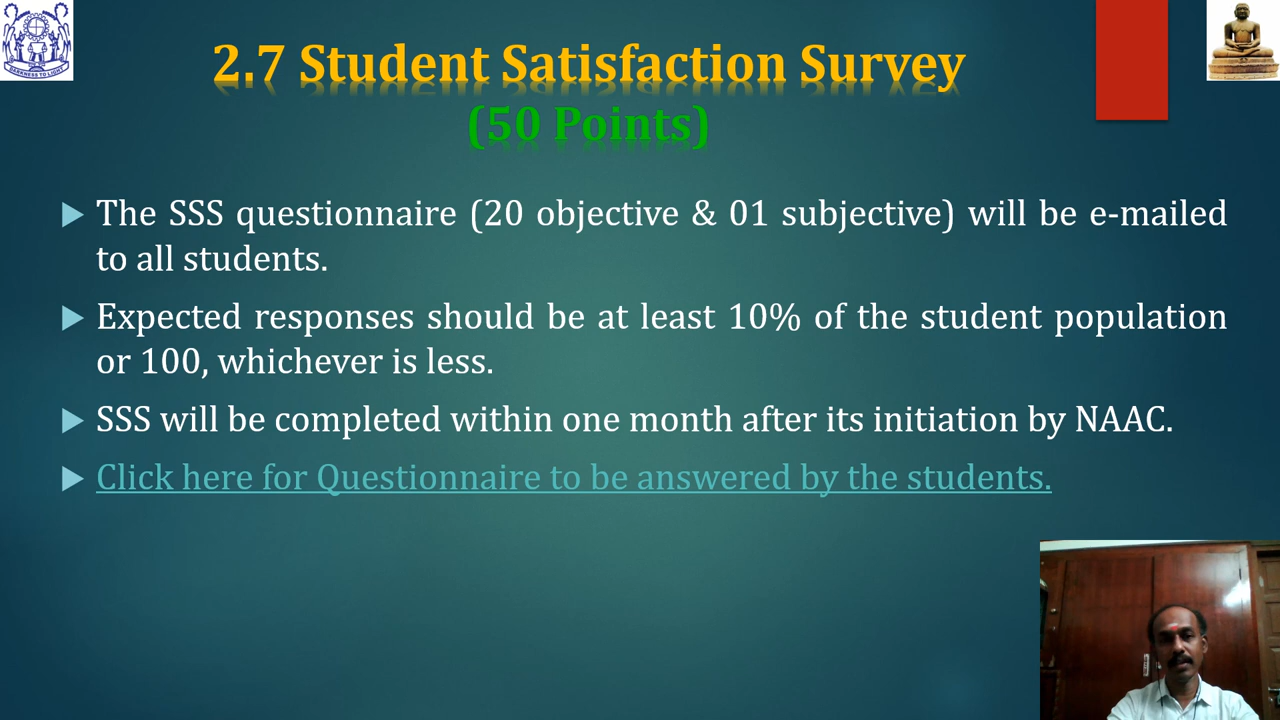 2.7 Student Satisfaction Survey
(50 Points)
The SSS questionnaire (20 objective & 01 subjective) will be e-mailed
to all students.
Expected responses should be at least 10% of the student population
or 100, whichever is less.
SSS will be completed within one month after its initiation by NAAC.
Click here for Questionnaire to be answered by the students.